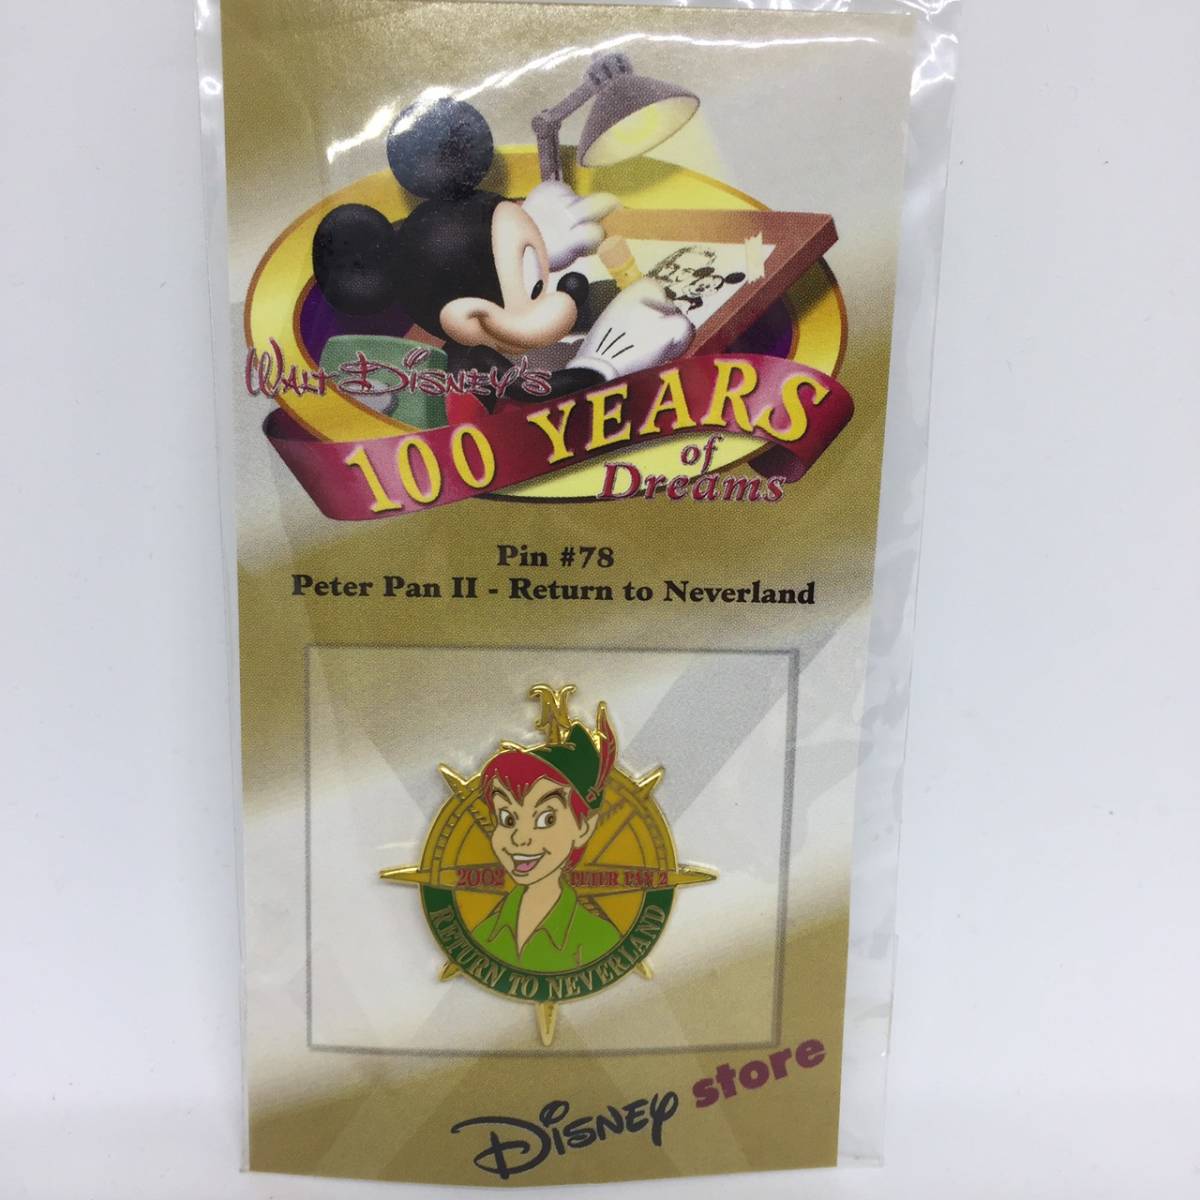 WALT DISNEY'S
100 YEARS
of
Dreams
Pin #78
Peter Pan II - Return to Neverland
N
2002 PETER PAN 2
RETURN TO NEVERLAND
DISNEY store